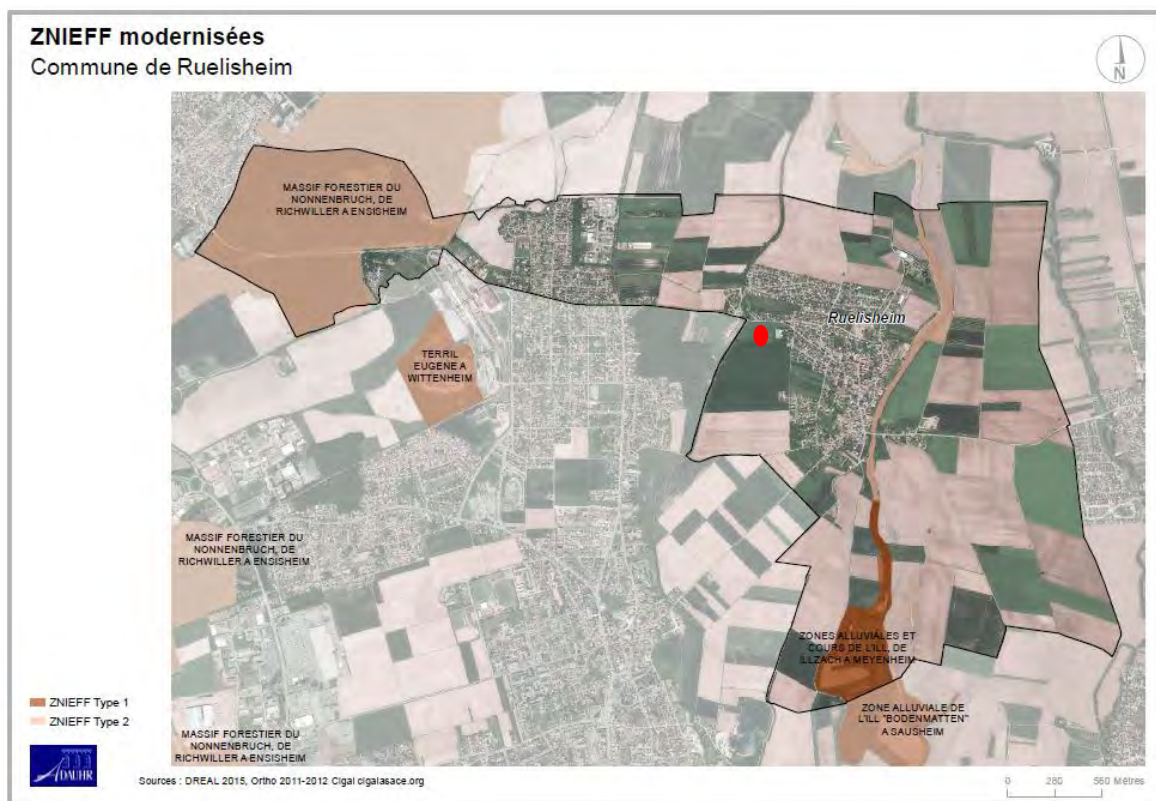 ZNIEFF modernisées
Commune de Ruelisheim
N
MASSIF FORESTIER DU
NONNENBRUCH, DE
RICHWILLER A ENSISHEIM
Ruelisheim
TERRIL
EUGENE A
WITTENHEIM
MASSIF FORESTIER DU
NONNENBRUCH, DE
RICHWILLER A ENSISHEIM
ZONES ALLUVIALES ET
COURS DE L'ILL, DE
ILLZACH A MEYENHEIM
ZONE ALLUVIALE DE
L'ILL "BODENMATTEN"
A SAUSHEIM
ZNIEFF Type 1
ZNIEFF Type 2
MASSIF FORESTIER DU
NONNENBRUCH, DE
RICHWILLER A ENSISHEIM
ADAUHR
Sources : DREAL 2015, Ortho 2011-2012 Cigal cigalasace.org
0 280 560 Mètres